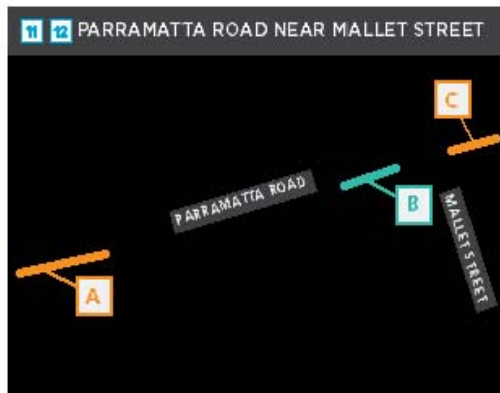 11 12 PARRAMATTA ROAD NEAR MALLET STREET
C
PARRAMATTA ROAD
B
MALLET STREET
A